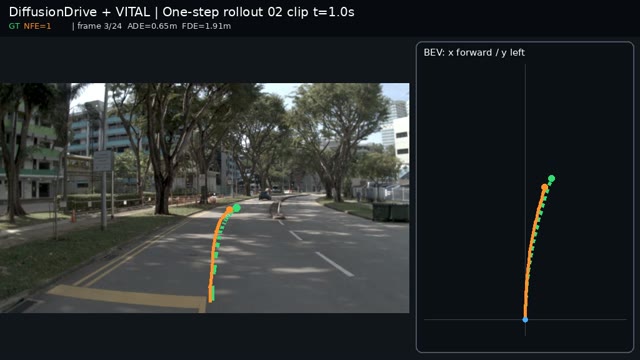 DiffusionDrive + VITAL | One-step rollout 02 clip t=1.0s
GT NFE=1 | frame 3/24 ADE=0.65m FDE=1.91m
BEV: x forward / y left